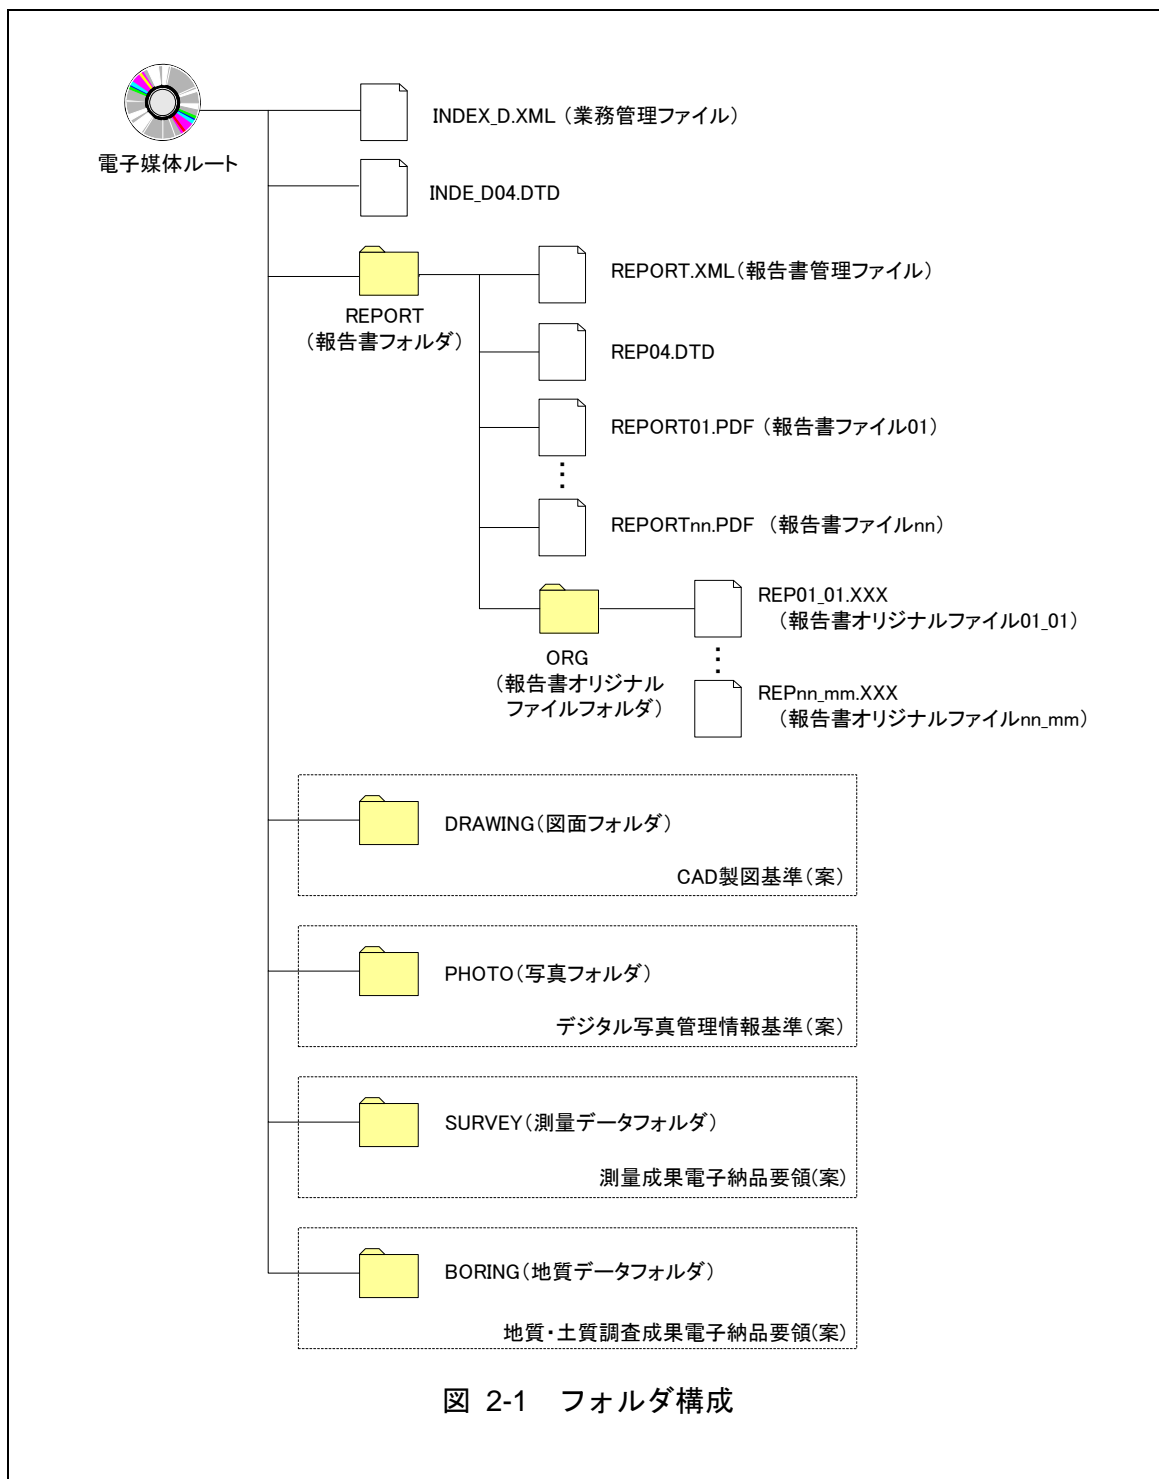 電子媒体ルート
INDEX_D.XML（業務管理ファイル）
INDE_D04.DTD
REPORT
（報告書フォルダ）
REPORT.XML（報告書管理ファイル）
REP04.DTD
REPORT01.PDF（報告書ファイル01）
REPORTnn.PDF （報告書ファイルnn）
ORG
（報告書オリジナル
ファイルフォルダ）
REP01_01.XXX
（報告書オリジナルファイル01_01）
REPnn_mm.XXX
（報告書オリジナルファイルnn_mm）
DRAWING（図面フォルダ）
CAD製図基準（案）
PHOTO（写真フォルダ）
デジタル写真管理情報基準（案）
SURVEY（測量データフォルダ）
測量成果電子納品要領(案)
BORING（地質データフォルダ）
地質・土質調査成果電子納品要領(案)
図 2-1　フォルダ構成